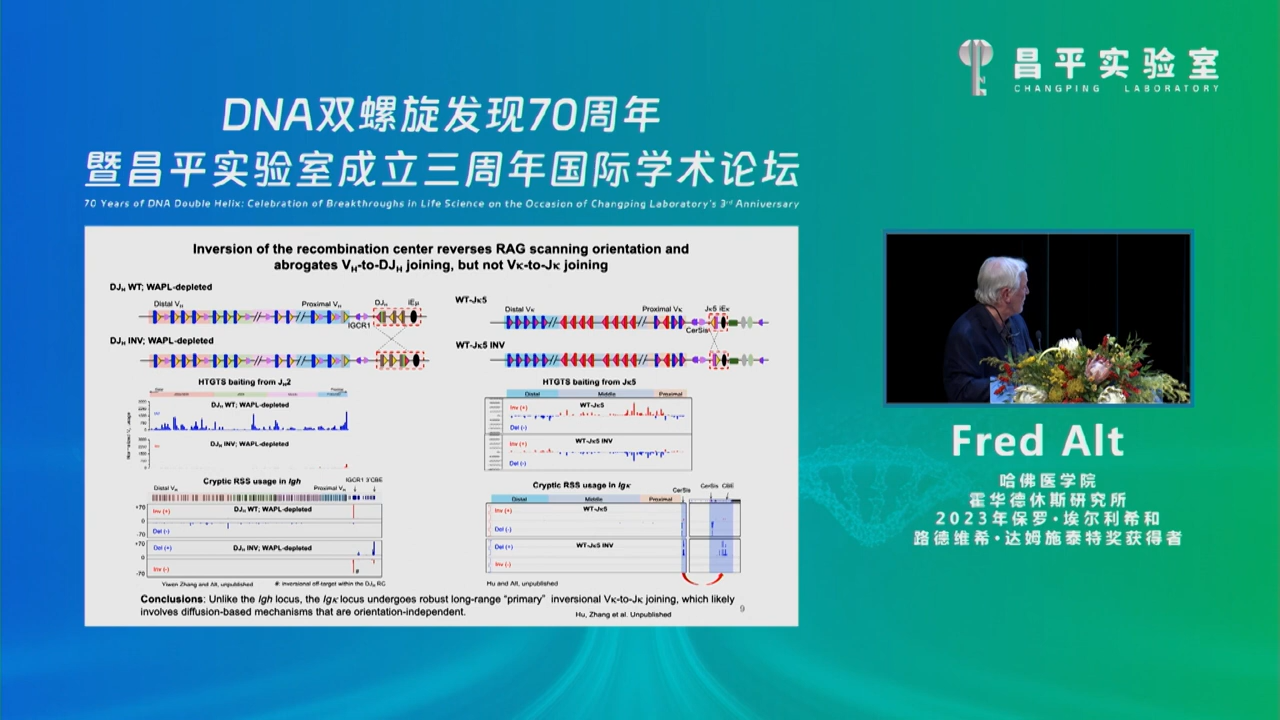 昌平实验室
CHANGPING LABORATORY
DNA双螺旋发现70周年
暨昌平实验室成立三周年国际学术论坛
70 Years of DNA Double Helix: Celebration of Breakthroughs in Life Science on the Occasion of Changping Laboratory's 3rd Anniversary
Inversion of the recombination center reverses RAG scanning orientation and
abrogates VH-to-DJH joining, but not Vκ-to-Jκ joining
DJH WT; WAPL-depleted
Distal VH Proximal VH DJH iEμ
IGCR1
DJH INV; WAPL-depleted
HTGTS baiting from JH2
DJH WT; WAPL-depleted
DJH INV; WAPL-depleted
Cryptic RSS usage in Igh
IGCR1 3'CBE
Distal VH Proximal VH
+70 DJH WT; WAPL-depleted
Inv (+)
0
Del (-)
-70
+70 DJH INV; WAPL-depleted
Del (+)
0
Inv (-)
-70 #
Yiwen Zhang and Alt, unpublished #: inversional off-target within the DJH RC
WT-Jκ5
Distal Vκ Proximal Vκ Jκ5 iEκ
CerSis
WT-Jκ5 INV
HTGTS baiting from Jκ5
Distal Middle Proximal
WT-Jκ5
Inv (+)
Del (-)
WT-Jκ5 INV
Inv (+)
Del (-)
Cryptic RSS usage in Igκ
CerSis CerSis CBE
Distal Middle Proximal
WT-Jκ5
Inv (+)
Del (-)
WT-Jκ5 INV
Del (+)
Inv (-)
Hu and Alt, unpublished
Conclusions: Unlike the Igh locus, the Igκ locus undergoes robust long-range "primary" inversional Vκ-to-Jκ joining, which likely
involves diffusion-based mechanisms that are orientation-independent.
Hu, Zhang et al. Unpublished
9
Fred Alt
哈佛医学院
霍华德休斯研究所
2023年保罗·埃尔利希和
路德维希·达姆施泰特奖获得者